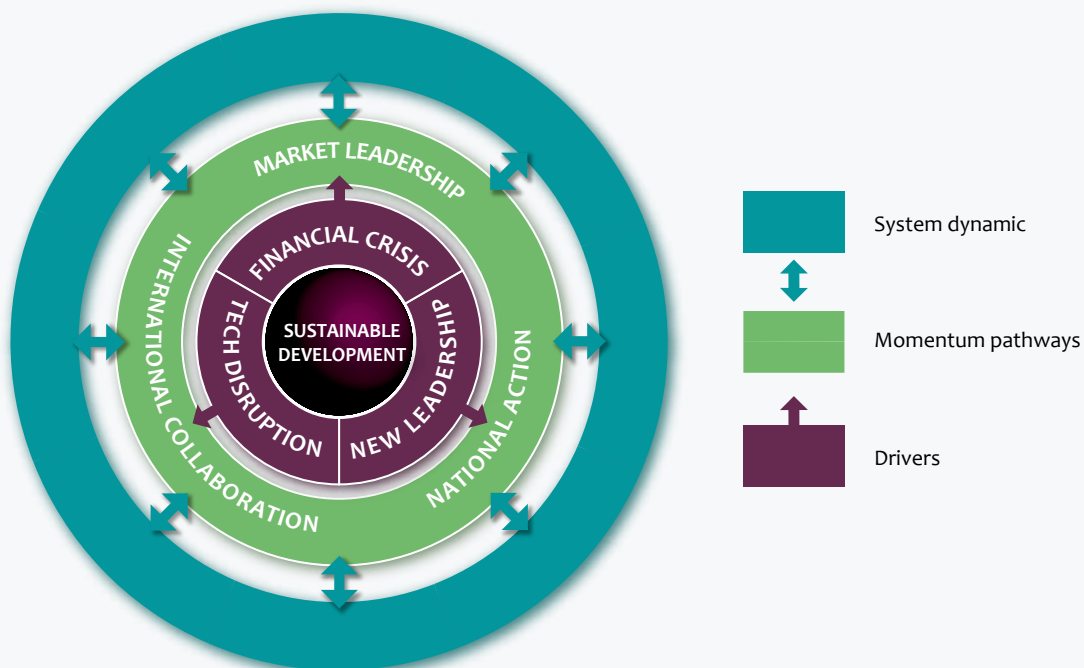 MARKET LEADERSHIP
INTERNATIONAL COLLABORATION
NATIONAL ACTION
FINANCIAL CRISIS
TECH DISRUPTION
NEW LEADERSHIP
SUSTAINABLE
DEVELOPMENT
System dynamic
Momentum pathways
Drivers